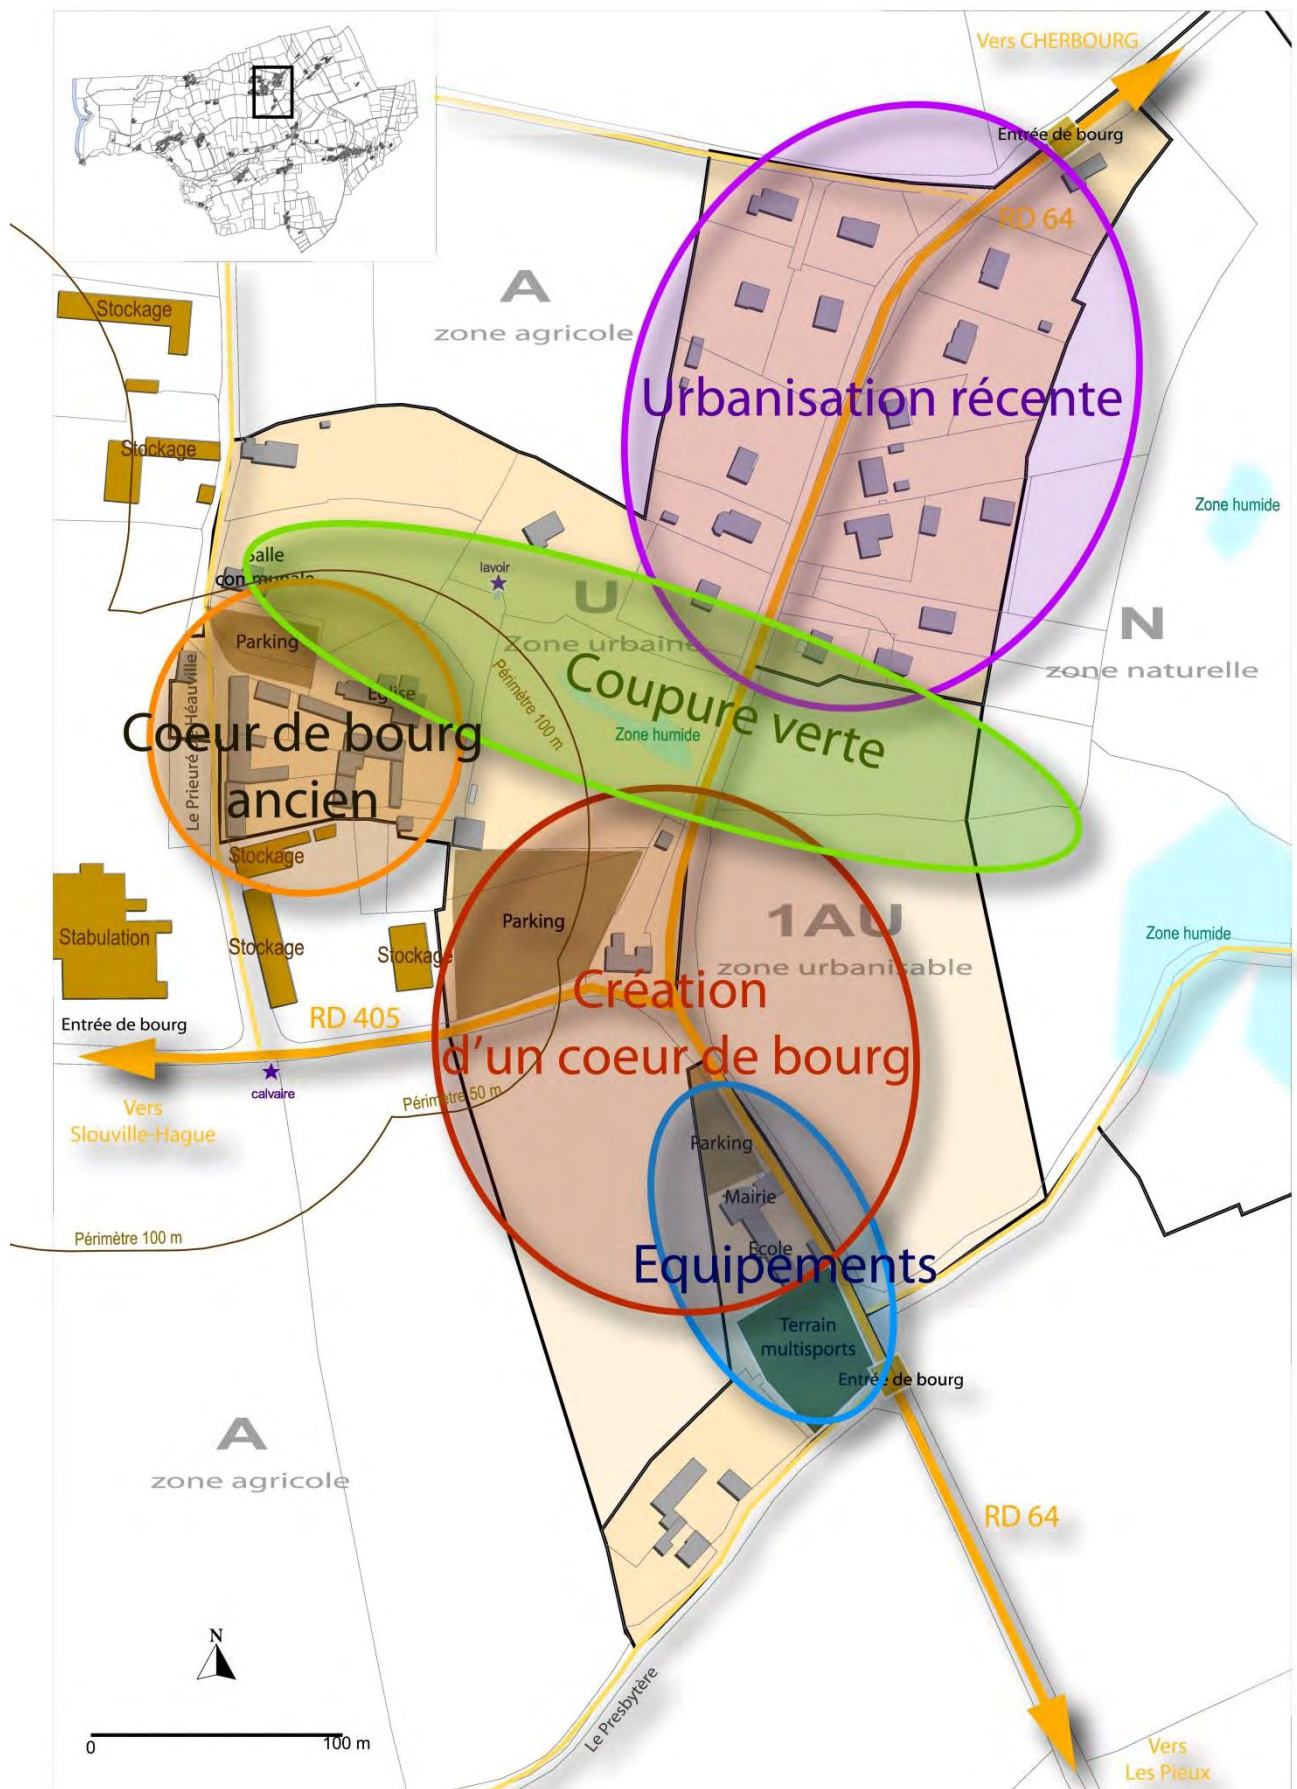 Vers CHERBOURG
Entrée de bourg
RD 64
A
zone agricole
Stockage
Urbanisation récente
Stockage
Zone humide
Salle
communale
lavoir
U
Zone urbaine
N
zone naturelle
Parking
Eglise
Périmètre 100 m
Coupure verte
Zone humide
Le Prieuré de Héauville
Coeur de bourg
ancien
Stockage
Parking
1AU
zone urbanisable
Zone humide
Stabulation
Stockage
Stockage
Création
d'un coeur de bourg
Entrée de bourg
RD 405
calvaire
Périmètre 50 m
Vers
Slouville-Hague
Parking
Mairie
Ecole
Equipements
Périmètre 100 m
Terrain
multisports
Entrée de bourg
A
zone agricole
RD 64
N
Le Presbytère
0
100 m
Vers
Les Pieux